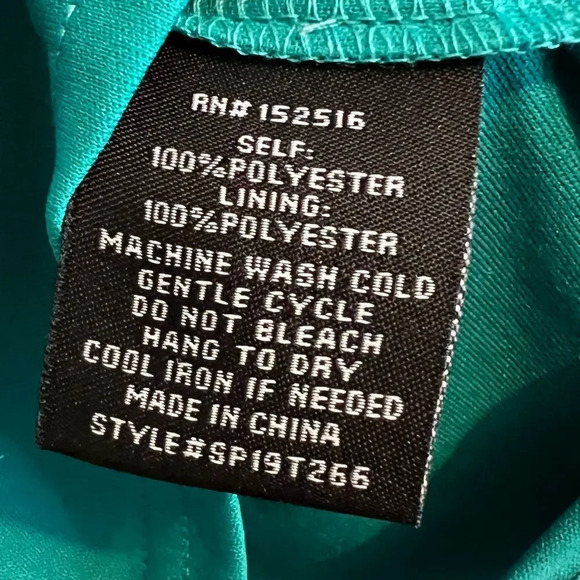 RN# 152516
SELF:
100%POLYESTER
LINING:
100%POLYESTER
MACHINE WASH COLD
GENTLE CYCLE
DO NOT BLEACH
HANG TO DRY
COOL IRON IF NEEDED
MADE IN CHINA
STYLE#SP19T266